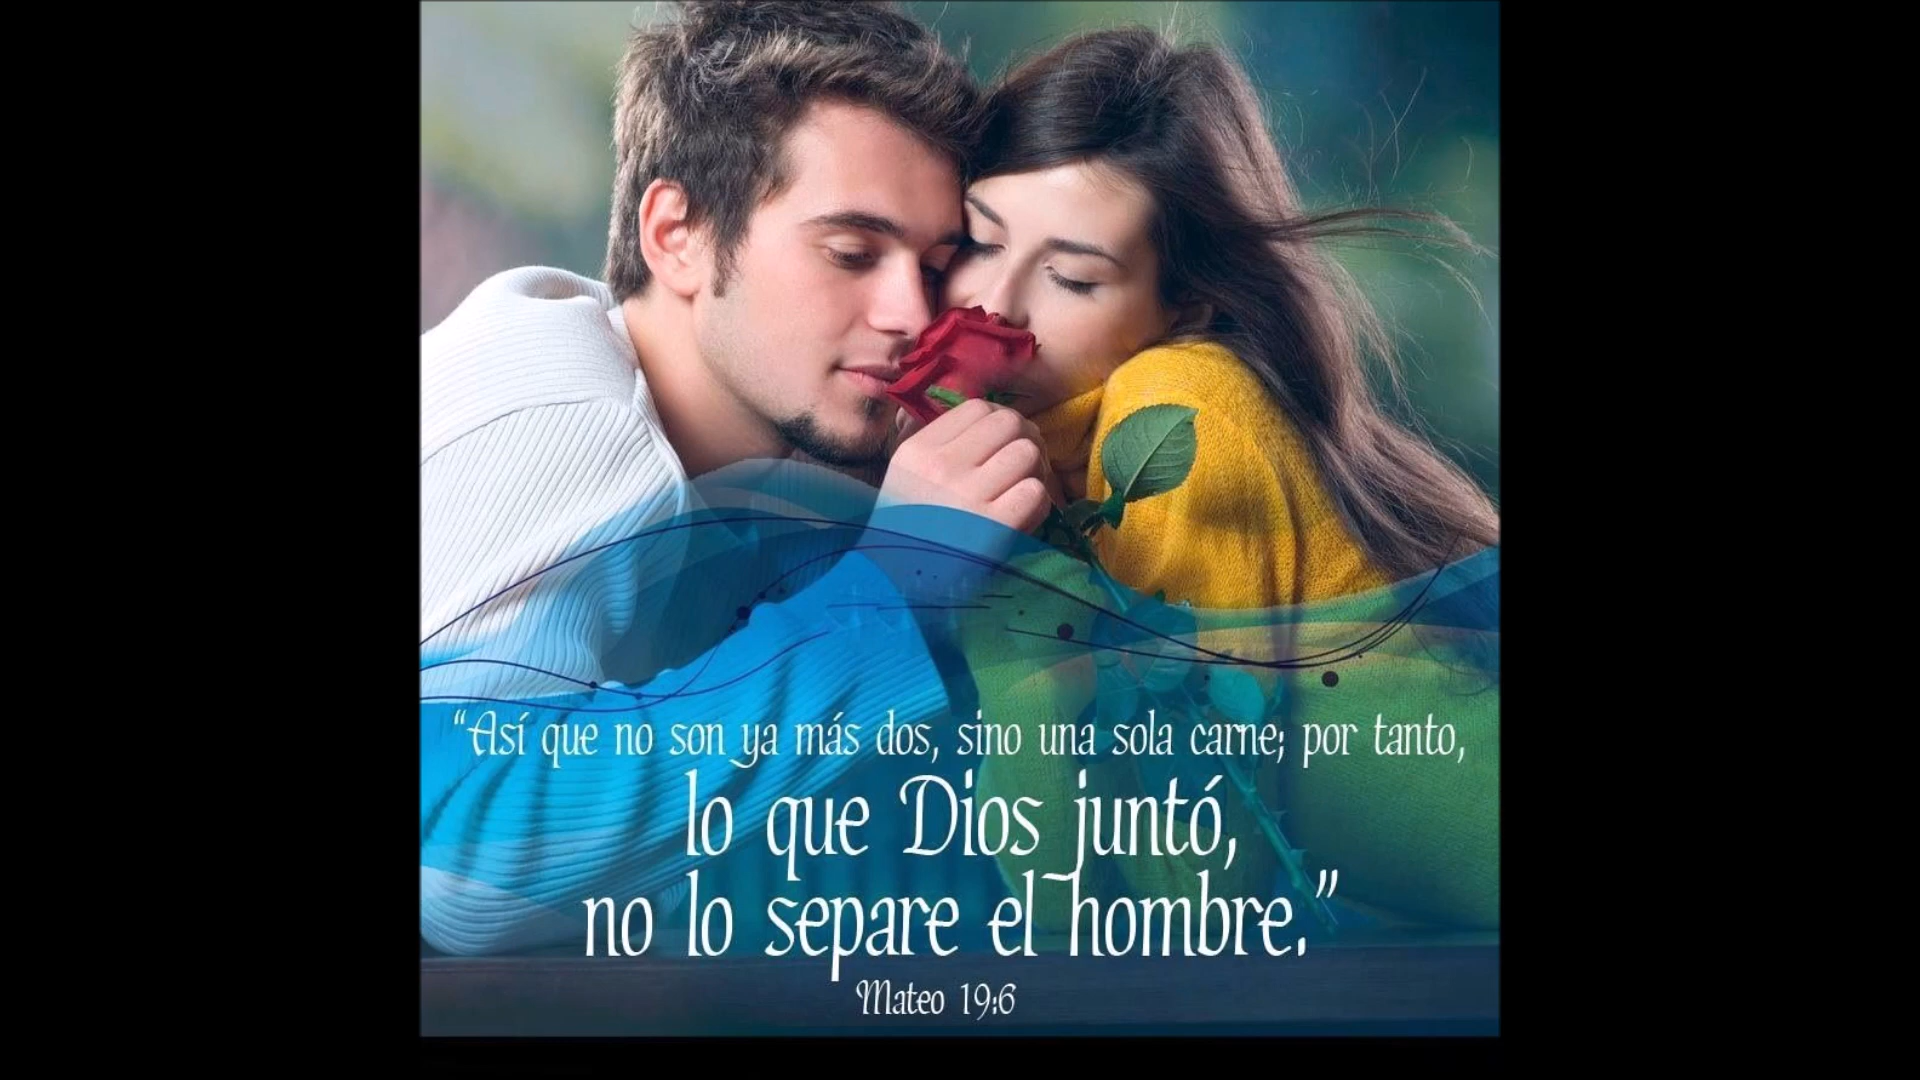 “Así que no son ya más dos, sino una sola carne; por tanto,
lo que Dios juntó,
no lo separe el hombre.”
Mateo 19:6